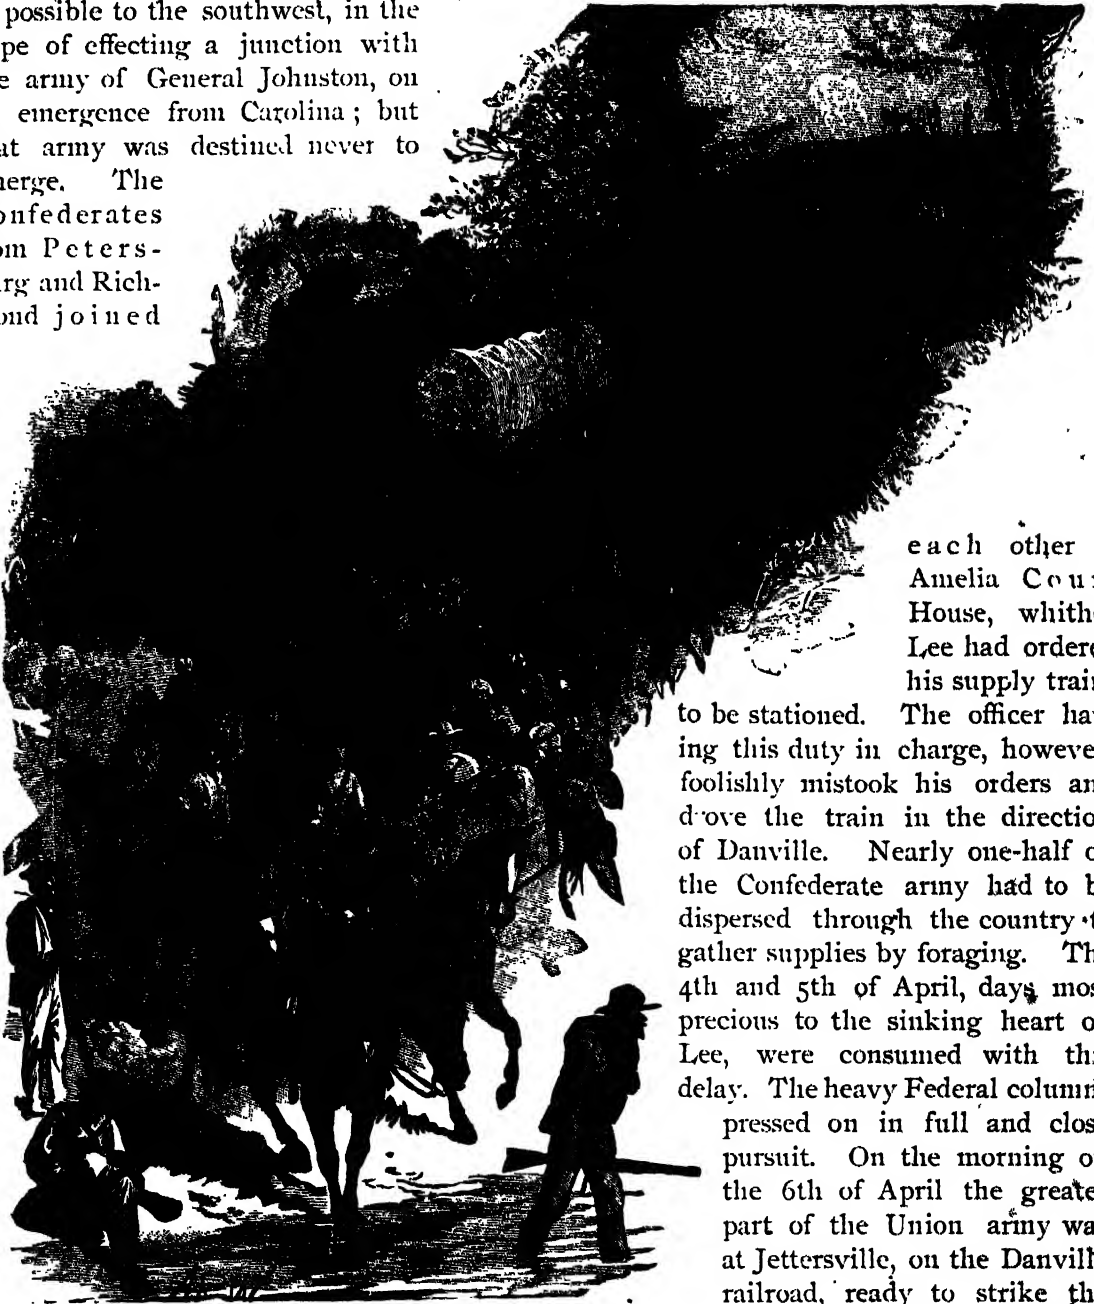 possible to the southwest, in the
pe of effecting a junction with
e army of General Johnston, on
emergence from Carolina; but
at army was destined never to
nerge. The
onfederates
om Peters-
rg and Rich-
ond joined
each other
Amelia Cour
House, whith
Lee had ordere
his supply train
to be stationed. The officer hav
ing this duty in charge, howeve
foolishly mistook his orders an
drove the train in the directio
of Danville. Nearly one-half o
the Confederate army had to b
dispersed through the country t
gather supplies by foraging. Th
4th and 5th of April, days mos
precious to the sinking heart o
Lee, were consumed with thi
delay. The heavy Federal column
pressed on in full and clos
pursuit. On the morning o
the 6th of April the greate
part of the Union army wa
at Jettersville, on the Danvill
railroad, ready to strike th